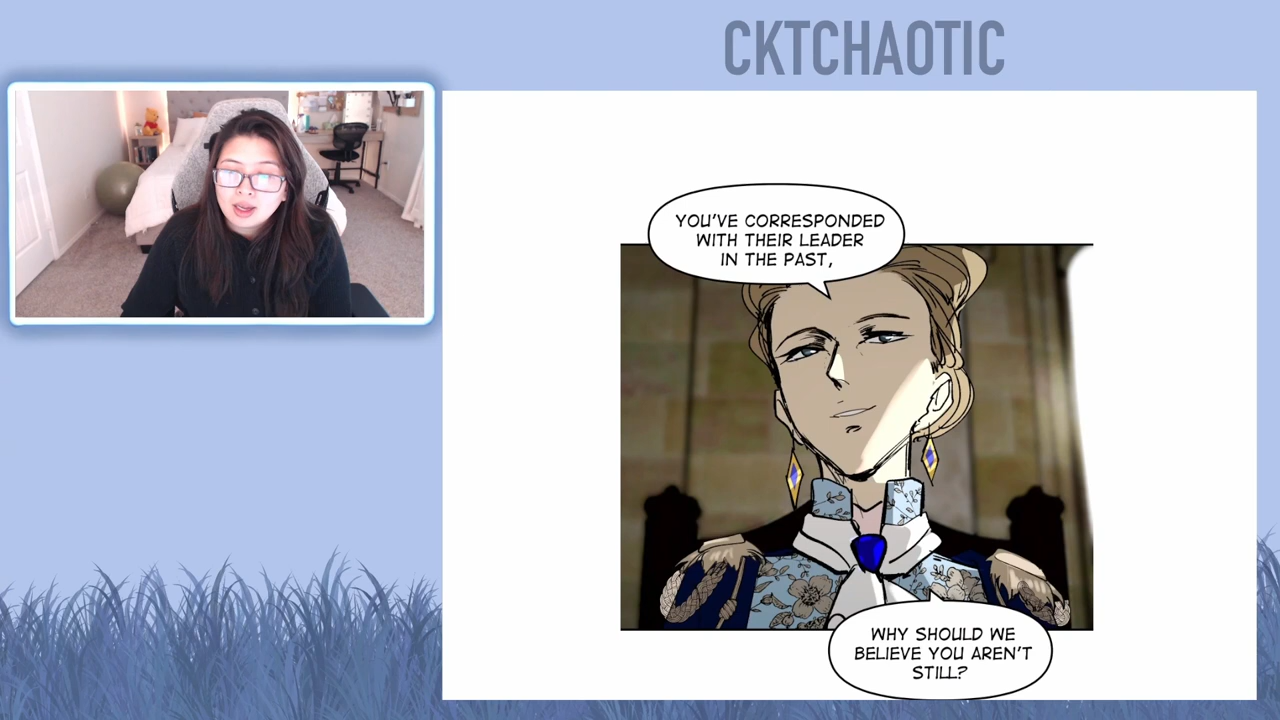 CKTCHAOTIC
YOU'VE CORRESPONDED
WITH THEIR LEADER
IN THE PAST,
WHY SHOULD WE
BELIEVE YOU AREN'T
STILL?